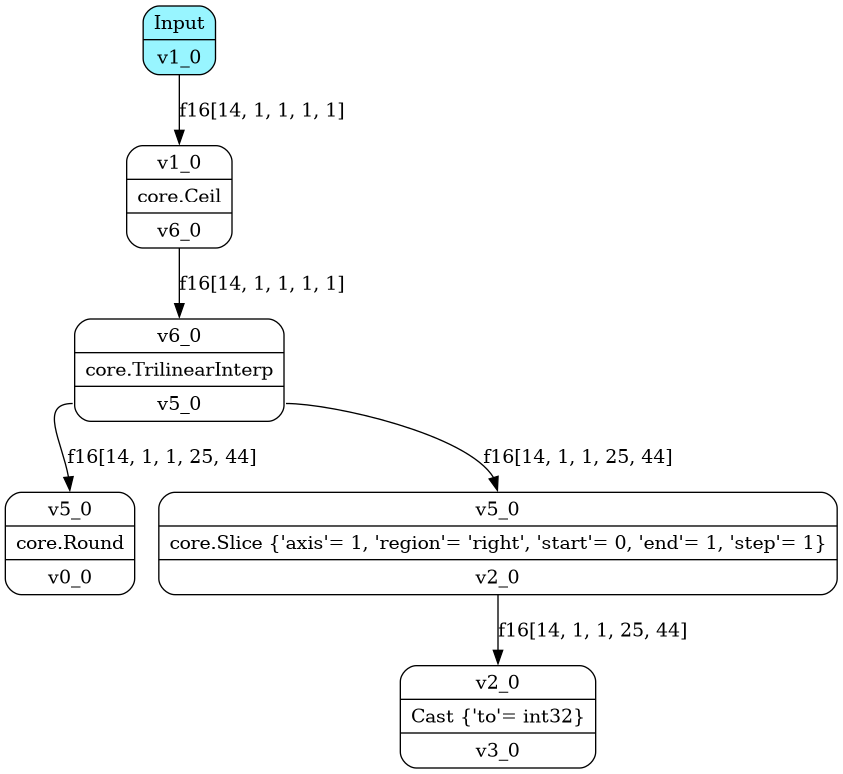 Input
v1_0
f16[14, 1, 1, 1, 1]
v1_0
core.Ceil
v6_0
f16[14, 1, 1, 1, 1]
v6_0
core.TrilinearInterp
v5_0
f16[14, 1, 1, 25, 44]
f16[14, 1, 1, 25, 44]
v5_0
core.Round
v0_0
v5_0
core.Slice {'axis'= 1, 'region'= 'right', 'start'= 0, 'end'= 1, 'step'= 1}
v2_0
f16[14, 1, 1, 25, 44]
v2_0
Cast {'to'= int32}
v3_0